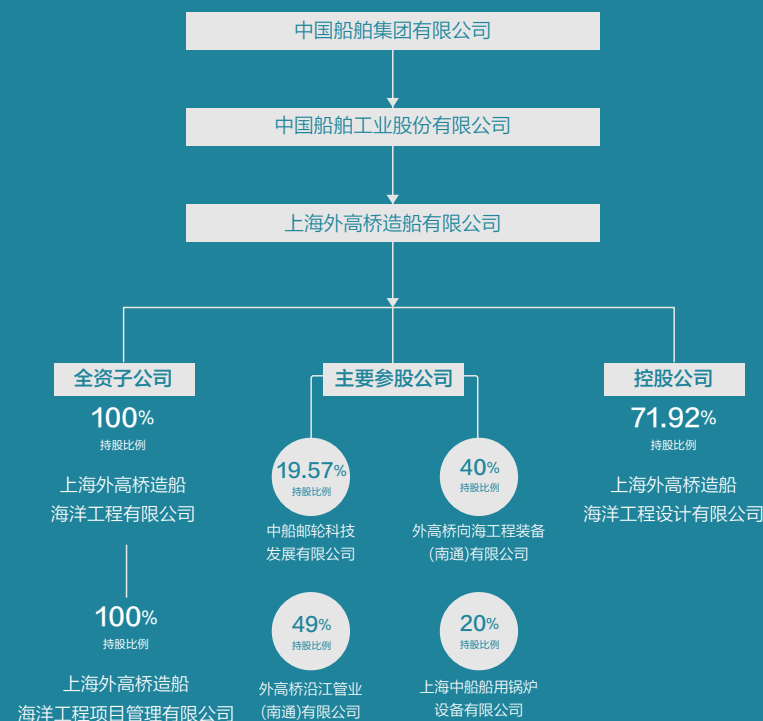 中国船舶集团有限公司
中国船舶工业股份有限公司
上海外高桥造船有限公司
全资子公司
100%
持股比例
上海外高桥造船
海洋工程有限公司
100%
持股比例
上海外高桥造船
海洋工程项目管理有限公司
主要参股公司
19.57%
持股比例
中船邮轮科技
发展有限公司
40%
持股比例
外高桥向海工程装备
(南通)有限公司
49%
持股比例
外高桥沿江管业
(南通)有限公司
20%
持股比例
上海中船船用锅炉
设备有限公司
控股公司
71.92%
持股比例
上海外高桥造船
海洋工程设计有限公司